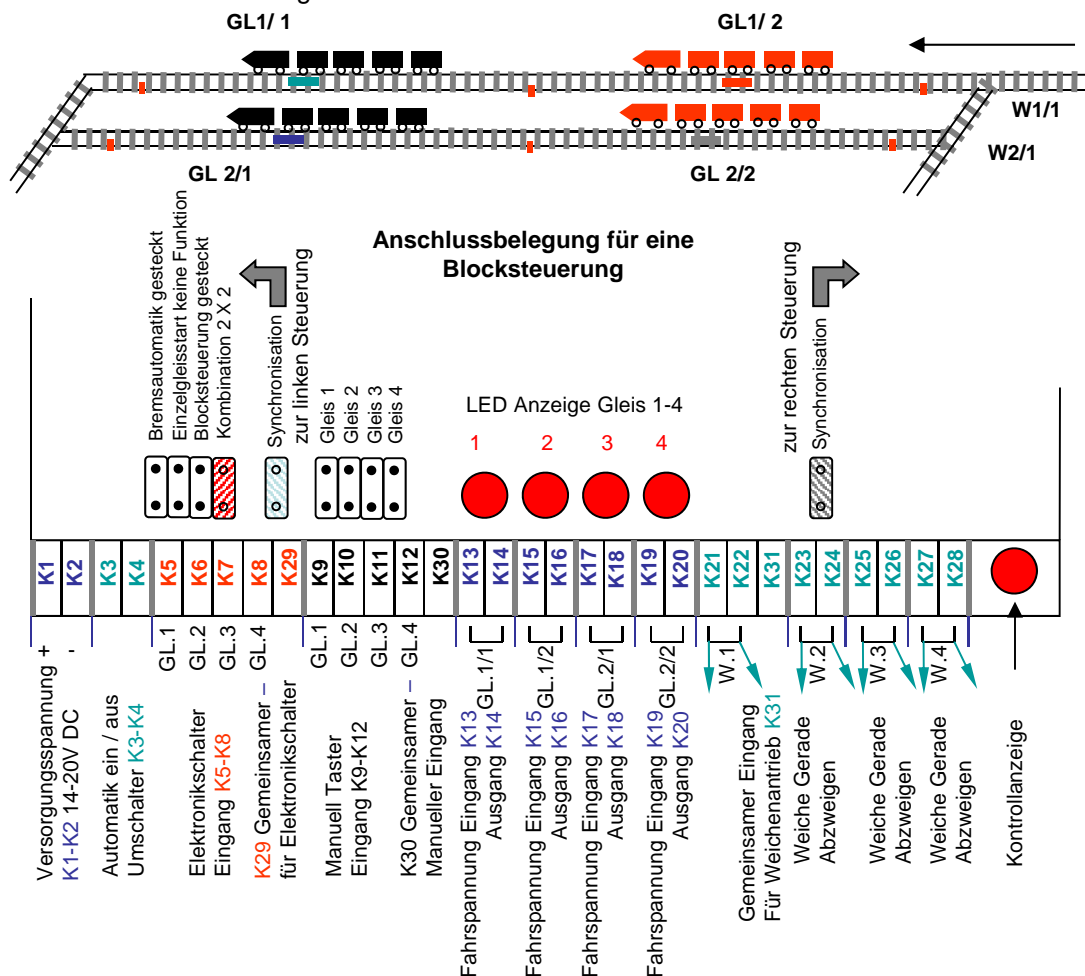 GL1/ 1
GL1/ 2
W1/1
W2/1
GL 2/1
GL 2/2
Anschlussbelegung für eine
Blocksteuerung
Bremsautomatik gesteckt
Einzelgleisstart keine Funktion
Blocksteuerung gesteckt
Kombination 2 X 2
Synchronisation
zur linken Steuerung
Gleis 1
Gleis 2
Gleis 3
Gleis 4
LED Anzeige Gleis 1-4
1 2 3 4
zur rechten Steuerung
Synchronisation
K1 K2 K3 K4 K5 K6 K7 K8 K29 K9 K10 K11 K12 K30 K13 K14 K15 K16 K17 K18 K19 K20 K21 K22 K31 K23 K24 K25 K26 K27 K28
Versorgungsspannung +
K1-K2 14-20V DC -
Automatik ein / aus
Umschalter K3-K4
GL.1
GL.2
GL.3
GL.4
Elektronikschalter
Eingang K5-K8
K29 Gemeinsamer –
für Elektronikschalter
GL.1
GL.2
GL.3
GL.4
Manuell Taster
Eingang K9-K12
K30 Gemeinsamer –
Manueller Eingang
GL.1/1
Fahrspannung Eingang K13
Ausgang K14
GL.1/2
Fahrspannung Eingang K15
Ausgang K16
GL.2/1
Fahrspannung Eingang K17
Ausgang K18
GL.2/2
Fahrspannung Eingang K19
Ausgang K20
W.1
Gemeinsamer Eingang
Für Weichenantrieb K31
W.2
Weiche Gerade
Abzweigen
W.3
Weiche Gerade
Abzweigen
W.4
Weiche Gerade
Abzweigen
Kontrollanzeige